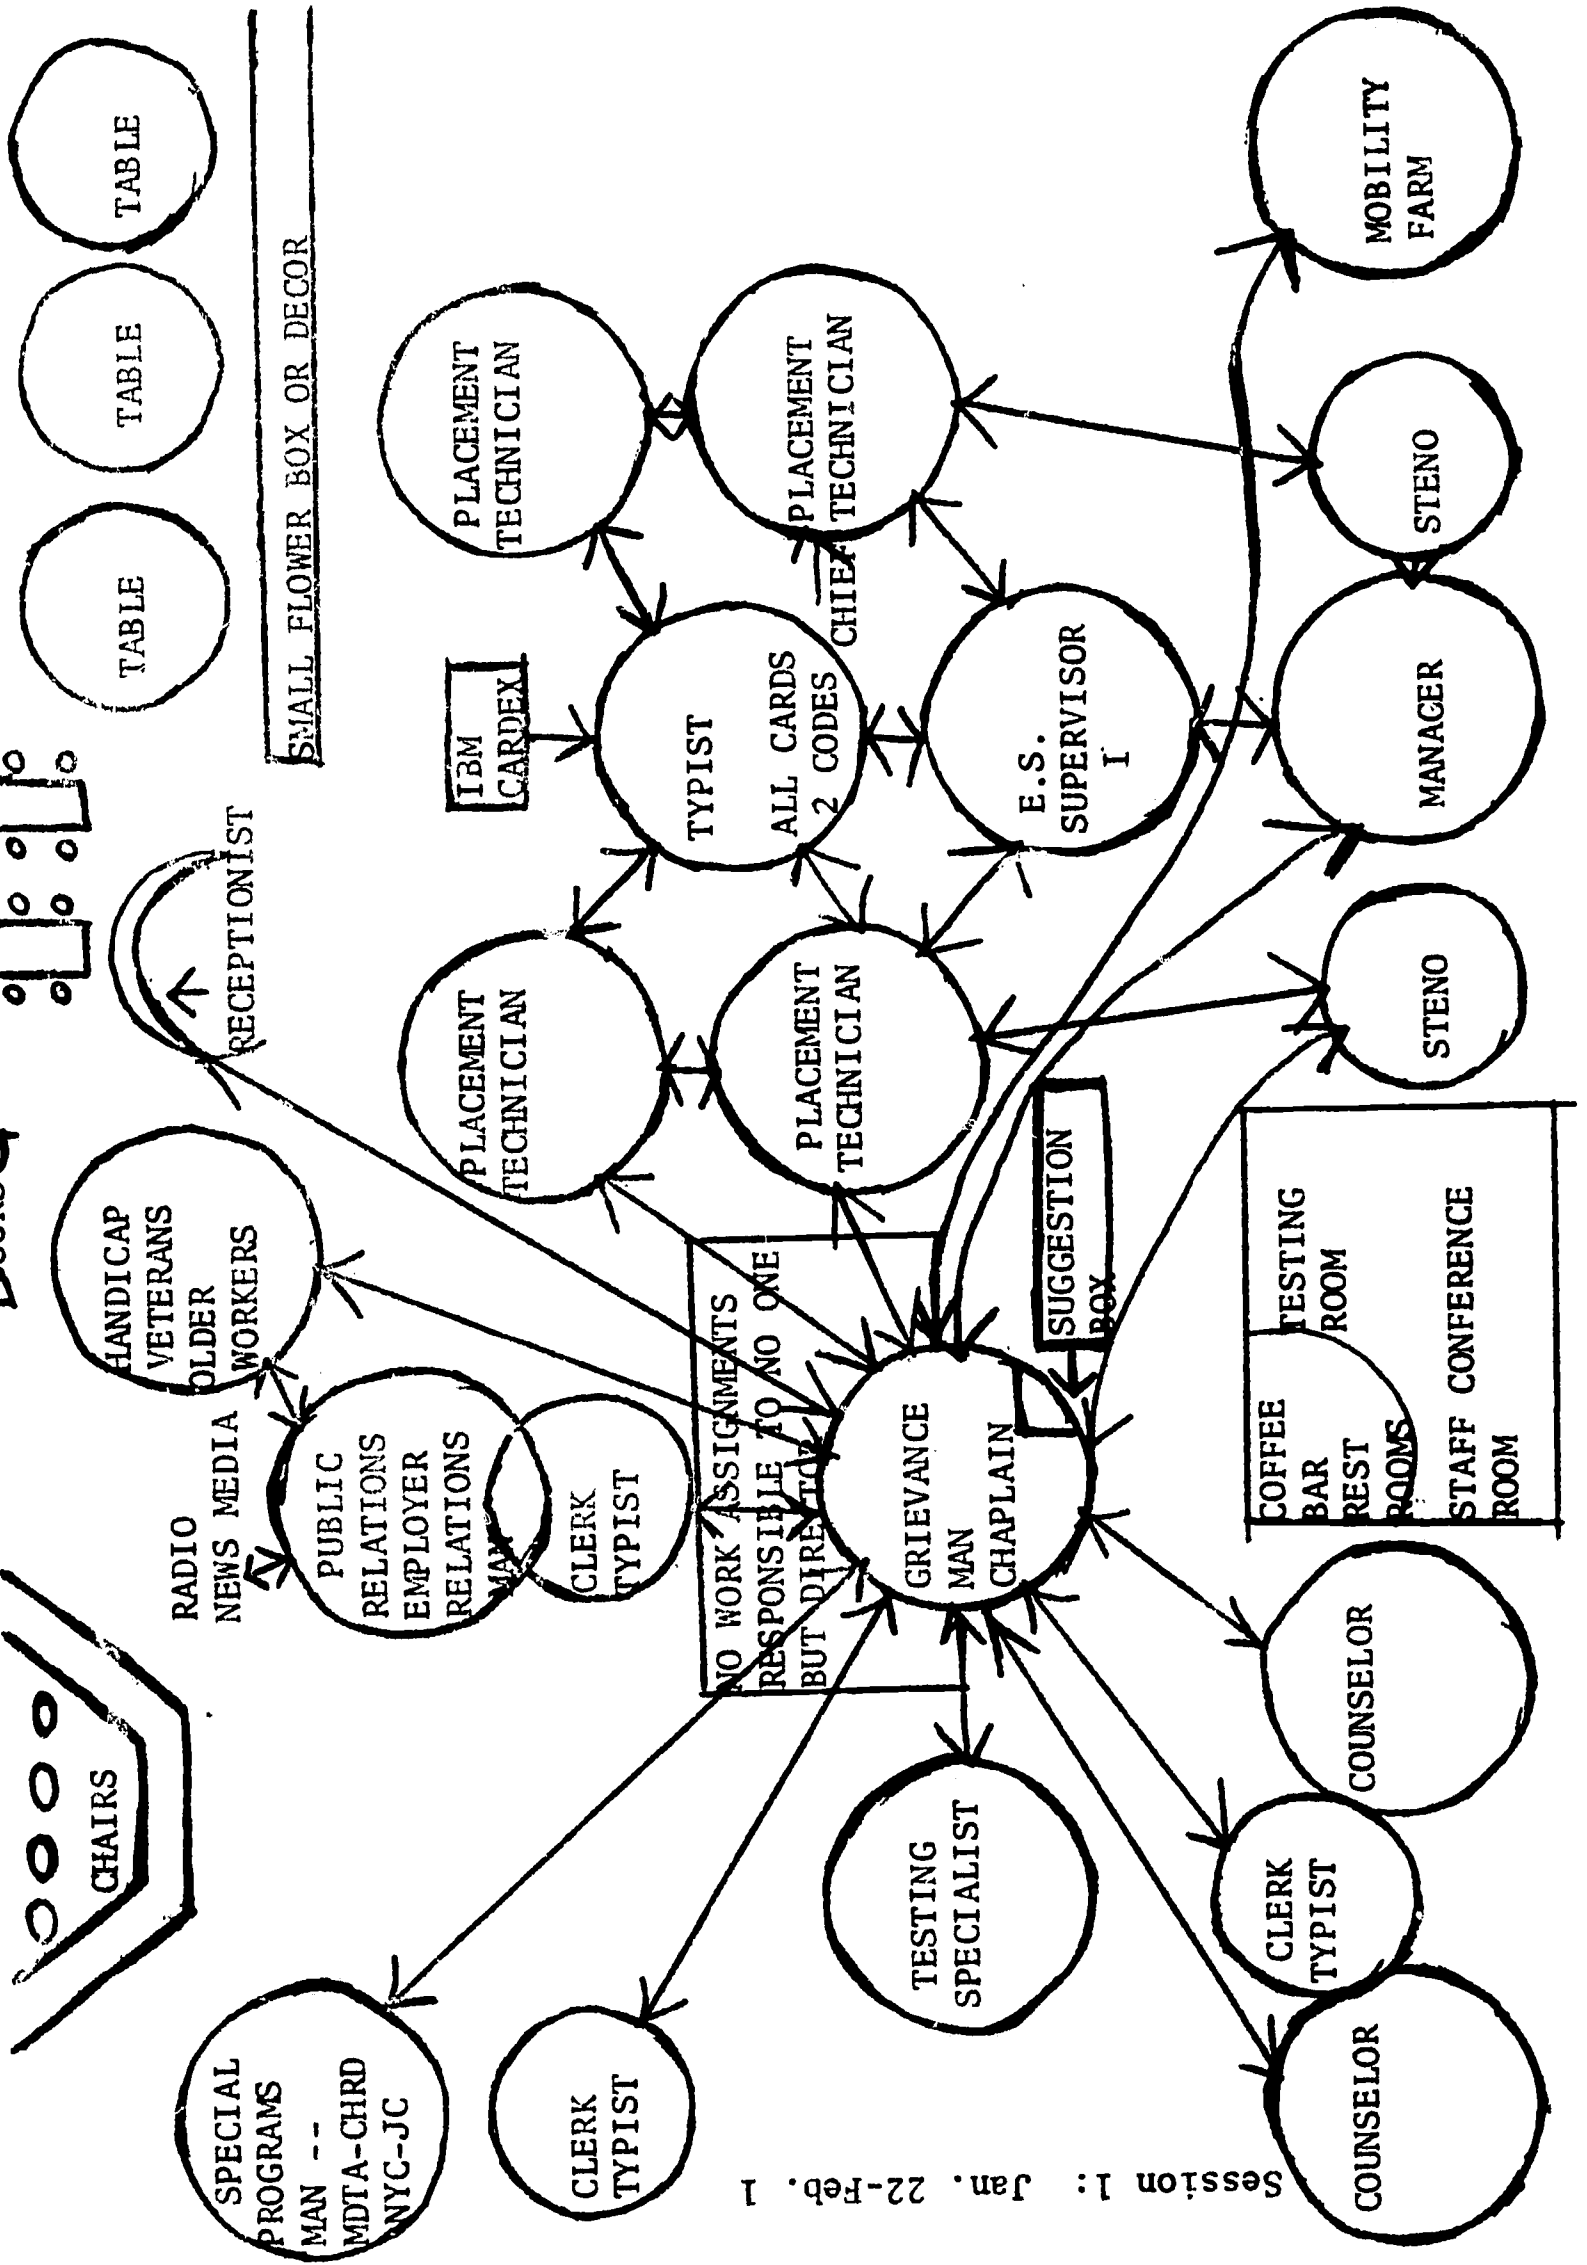 CHAIRS
TABLE
TABLE
TABLE
RECEPTIONIST
SMALL FLOWER BOX OR DECOR
HANDICAP
VETERANS
OLDER
WORKERS
RADIO
NEWS MEDIA
SPECIAL
PROGRAMS
MAN --
MDTA-CHRD
NYC-JC
PUBLIC
RELATIONS
EMPLOYER
RELATIONS
MAN
CLERK
TYPIST
CLERK
TYPIST
PLACEMENT
TECHNICIAN
IBM
CARDEX
PLACEMENT
TECHNICIAN
TYPIST
ALL CARDS
2 CODES
NO WORK ASSIGNMENTS
RESPONSIBLE TO NO ONE
BUT DIRECTOR
PLACEMENT
TECHNICIAN
PLACEMENT
CHIEF TECHNICIAN
TESTING
SPECIALIST
GRIEVANCE
MAN
CHAPLAIN
SUGGESTION
BOX
E.S.
SUPERVISOR
I
CLERK
TYPIST
COUNSELOR
COUNSELOR
COFFEE
BAR
REST
ROOMS
TESTING
ROOM
STAFF CONFERENCE
ROOM
STENO
MANAGER
STENO
MOBILITY
FARM
Session 1: Jan. 22-Feb. 1